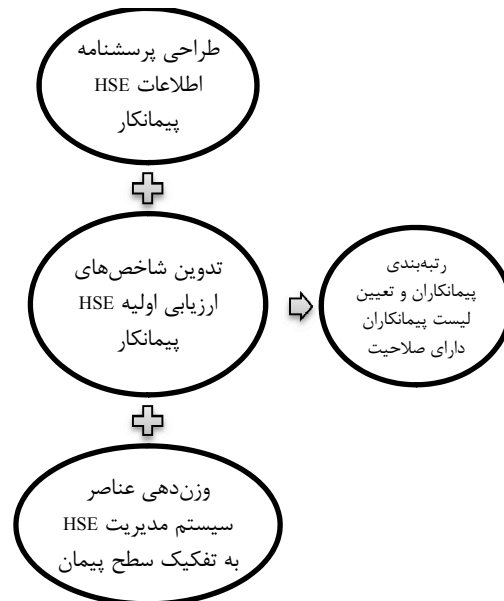 طراحی پرسشنامه
اطلاعات HSE
پیمانکار
تدوین شاخص‌های
ارزیابی اولیه HSE
پیمانکار
رتبه‌بندی
پیمانکاران و تعیین
لیست پیمانکاران
دارای صلاحیت
وزن‌دهی عناصر
سیستم مدیریت HSE
به تفکیک سطح پیمان